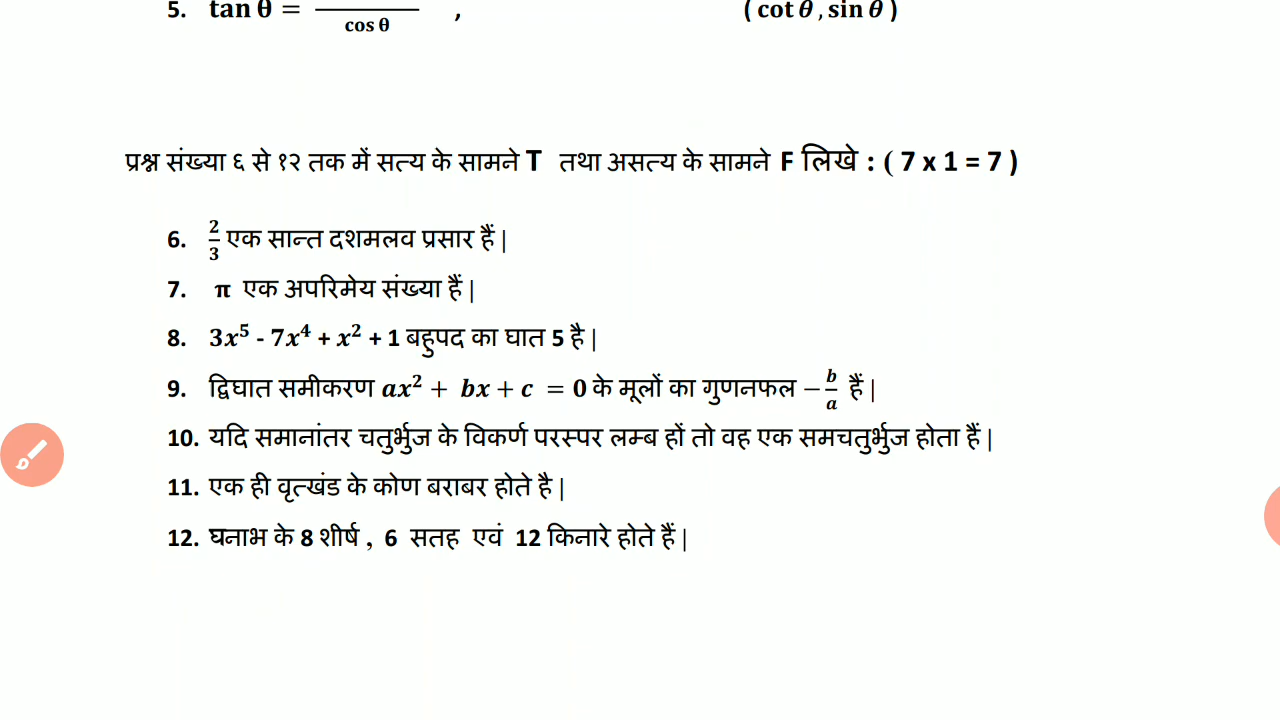 5. tan θ = ―――― , ( cot θ , sin θ )
cos θ
प्रश्न संख्या ६ से १२ तक में सत्य के सामने T तथा असत्य के सामने F लिखे : ( 7 x 1 = 7 )
6. 2/3 एक सान्त दशमलव प्रसार हैं |
7. π एक अपरिमेय संख्या हैं |
8. 3x⁵ - 7x⁴ + x² + 1 बहुपद का घात 5 है |
9. द्विघात समीकरण ax² + bx + c = 0 के मूलों का गुणनफल − b/a हैं |
10. यदि समानांतर चतुर्भुज के विकर्ण परस्पर लम्ब हों तो वह एक समचतुर्भुज होता हैं |
11. एक ही वृत्खंड के कोण बराबर होते है |
12. घनाभ के 8 शीर्ष , 6 सतह एवं 12 किनारे होते हैं |